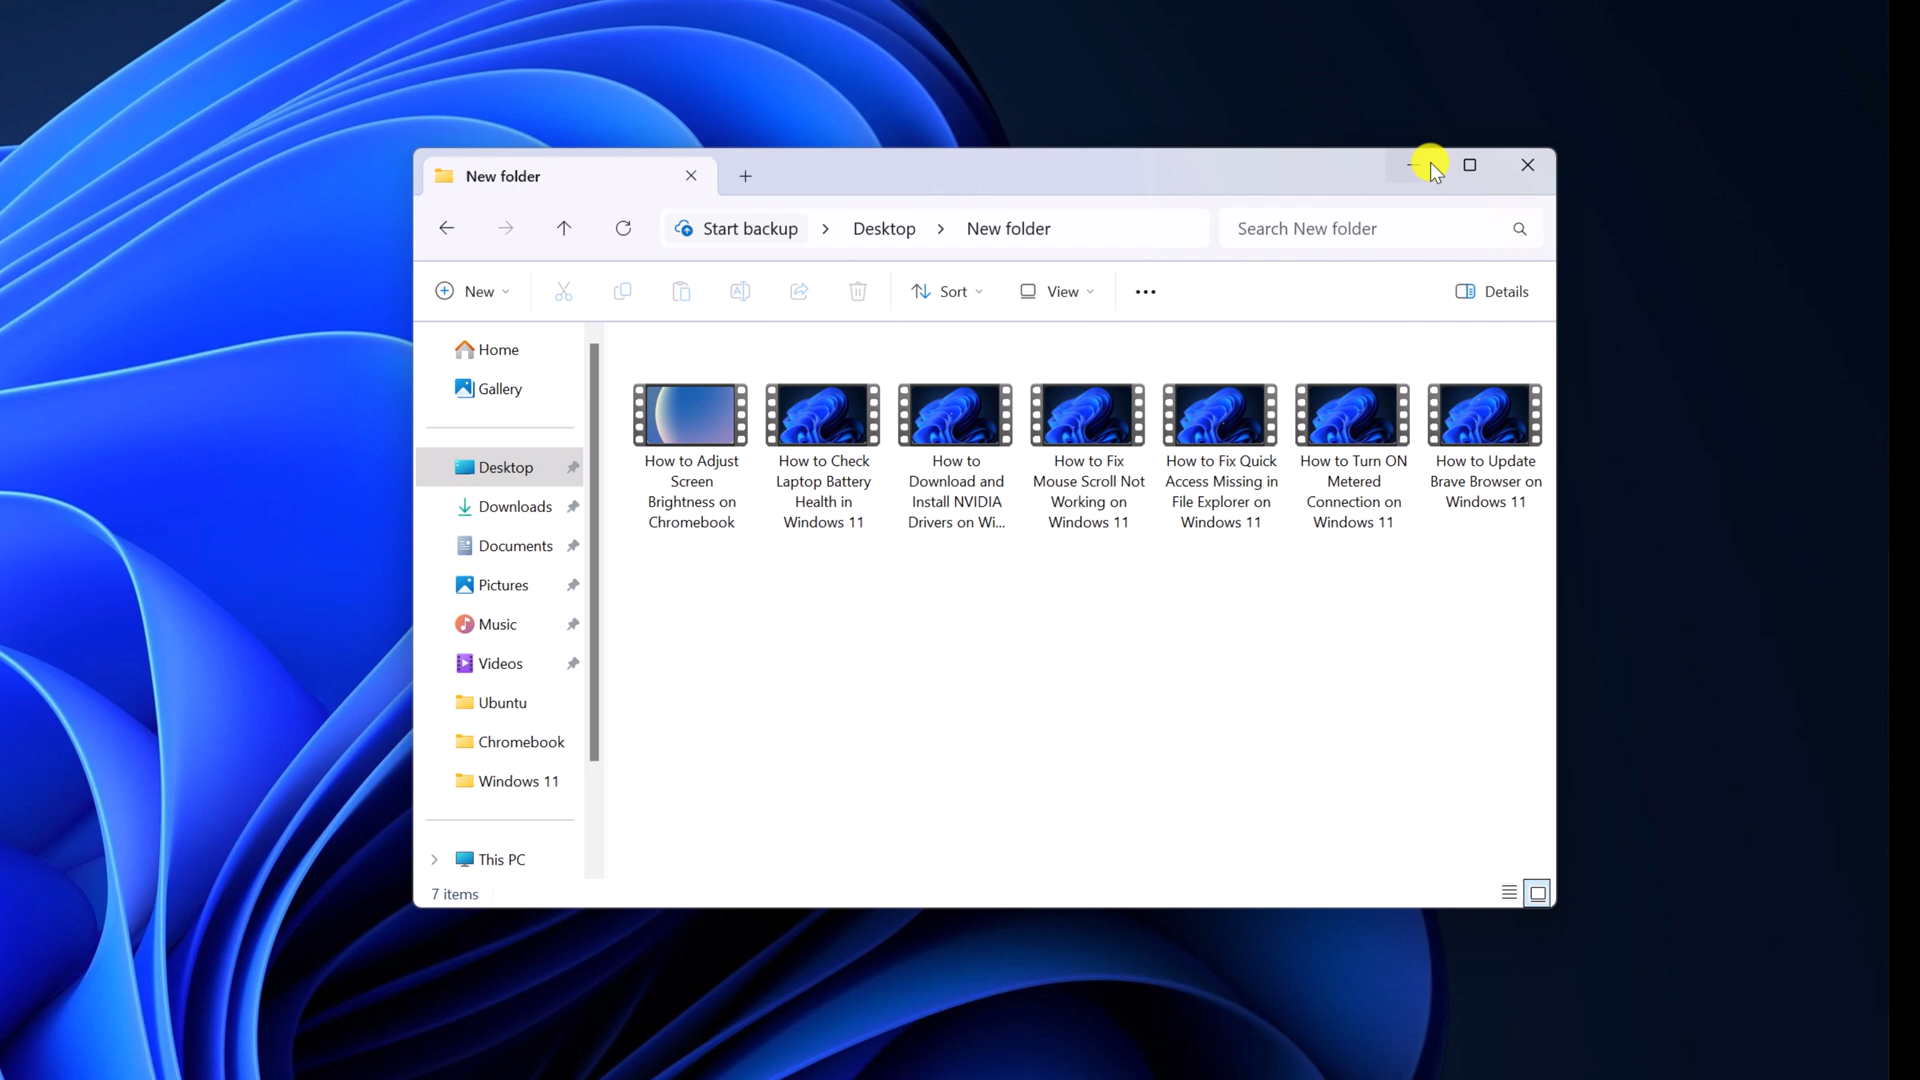 New folder
Start backup > Desktop > New folder
Search New folder
New
Sort
View
Details
Home
Gallery
Desktop
Downloads
Documents
Pictures
Music
Videos
Ubuntu
Chromebook
Windows 11
This PC
How to Adjust
Screen
Brightness on
Chromebook
How to Check
Laptop Battery
Health in
Windows 11
How to
Download and
Install NVIDIA
Drivers on Wi...
How to Fix
Mouse Scroll Not
Working on
Windows 11
How to Fix Quick
Access Missing in
File Explorer on
Windows 11
How to Turn ON
Metered
Connection on
Windows 11
How to Update
Brave Browser on
Windows 11
7 items